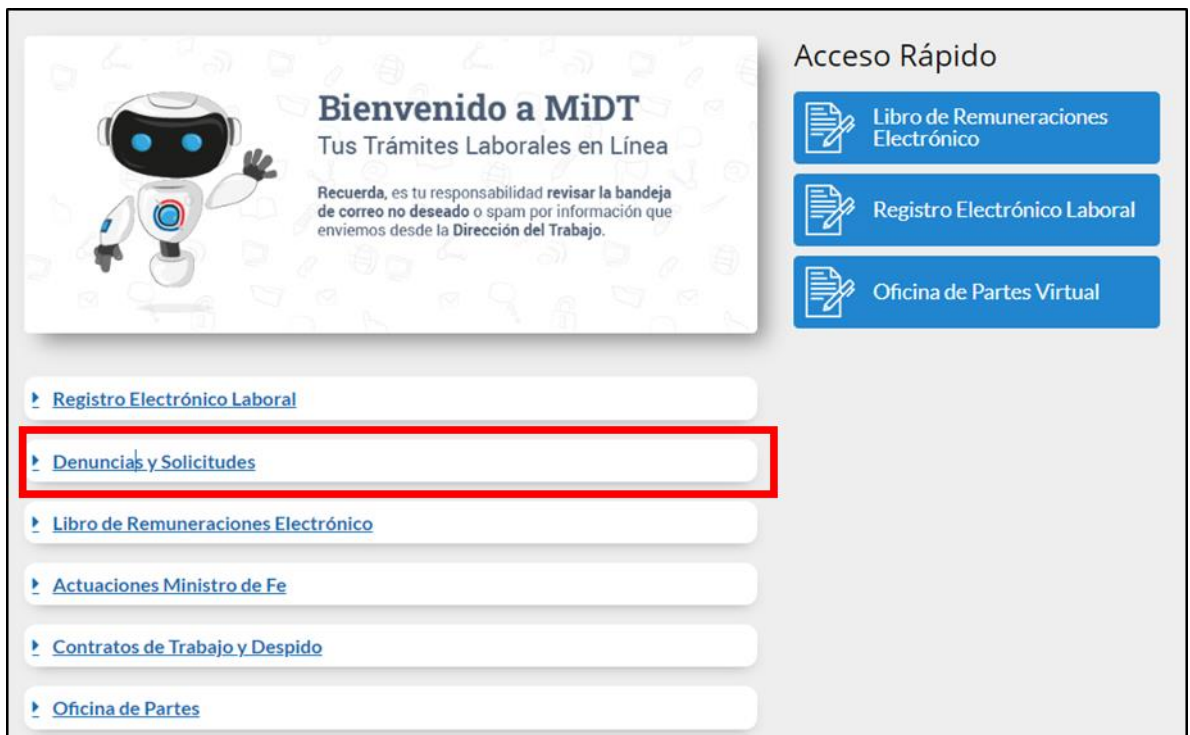 Bienvenido a MiDT
Tus Trámites Laborales en Línea
Recuerda, es tu responsabilidad revisar la bandeja
de correo no deseado o spam por información que
enviemos desde la Dirección del Trabajo.
Acceso Rápido
Libro de Remuneraciones
Electrónico
Registro Electrónico Laboral
Oficina de Partes Virtual
Registro Electrónico Laboral
Denuncias y Solicitudes
Libro de Remuneraciones Electrónico
Actuaciones Ministro de Fe
Contratos de Trabajo y Despido
Oficina de Partes